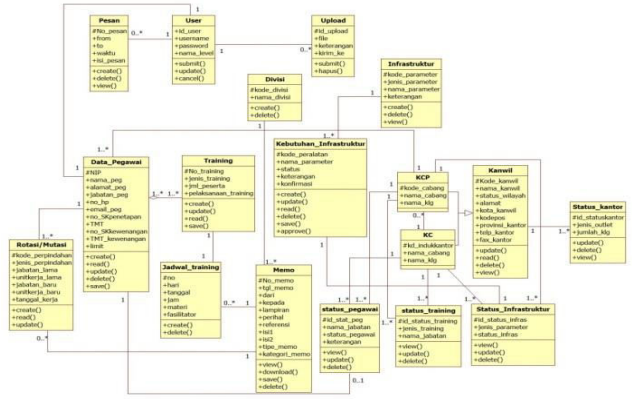 Pesan
#No_pesan
+from
+to
+waktu
+isi_pesan
+create()
+delete()
+view()
User
+id_user
+username
+password
+nama_level
+submit()
+update()
+cancel()
Upload
#id_upload
+file
+keterangan
+kirim_ke
+submit()
hapus()
Divisi
#kode_divisi
+nama_divisi
+create()
+delete()
Infrastruktur
#kode_parameter
+jenis_parameter
+nama_parameter
+keterangan
+create()
+delete()
+view()
Data_Pegawai
#NIP
+nama_peg
+alamat_peg
+jabatan_peg
+no_hp
+email_peg
+no_SKpenetapan
+TMT
+no_SKkewenangan
+TMT_kewenangan
+limit
+create()
+read()
+update()
+delete()
+save()
Training
#No_training
+jenis_training
+jml_peserta
+pelaksanaan_training
+create()
+update()
+read()
+save()
Kebutuhan_Infrastruktur
#kode_peralatan
+nama_parameter
+status
+keterangan
+konfirmasi
+create()
+update()
+read()
+delete()
+save()
+approve()
KCP
#kode_cabang
+nama_cabang
+nama_klg
Kanwil
#Kode_kanwil
+nama_kanwil
+status_wilayah
+alamat
+kota_kanwil
+kodepos
+provinsi_kantor
+telp_kantor
+fax_kantor
+update()
+read()
+delete()
+view()
Status_kantor
#id_statuskantor
+jenis_outlet
+jumlah_klg
+update()
+delete()
+view()
Rotasi/Mutasi
#kode_perpindahan
+jenis_perpindahan
+jabatan_lama
+unitkerja_lama
+jabatan_baru
+unitkerja_baru
+tanggal_kerja
+create()
+read()
+update()
Jadwal_training
#no
+hari
+tanggal
+jam
+materi
+fasilitator
+create()
+delete()
Memo
#No_memo
+tgl_memo
+dari
+kepada
+lampiran
+perihal
+referensi
+isi1
+isi2
+tipe_memo
+kategori_memo
+view()
+download()
+save()
+delete()
KC
#kd_indukkantor
+nama_cabang
+nama_klg
status_pegawai
#id_stat_peg
+nama_jabatan
+status_pegawai
+keterangan
+view()
+update()
+delete()
status_training
#id_status_training
+jenis_training
+nama_jabatan
+view()
+update()
+delete()
Status_Infrastruktur
#id_status_infras
+jenis_parameter
+status_infras
+view()
+update()
+delete()